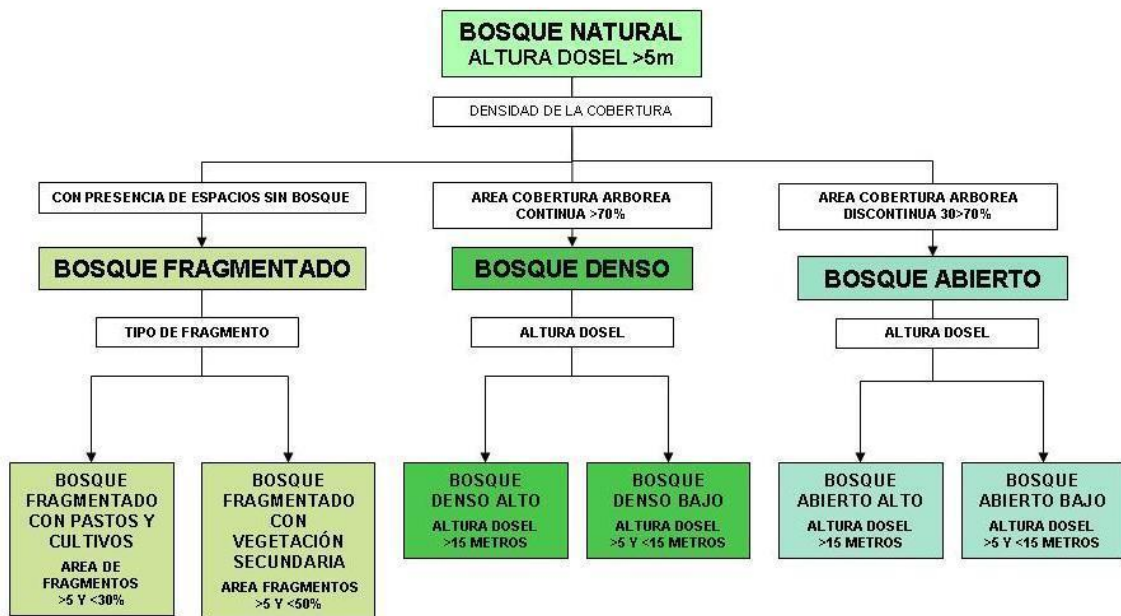 BOSQUE NATURAL
ALTURA DOSEL >5m
DENSIDAD DE LA COBERTURA
CON PRESENCIA DE ESPACIOS SIN BOSQUE
AREA COBERTURA ARBOREA
CONTINUA >70%
AREA COBERTURA ARBOREA
DISCONTINUA 30>70%
BOSQUE FRAGMENTADO
BOSQUE DENSO
BOSQUE ABIERTO
TIPO DE FRAGMENTO
ALTURA DOSEL
ALTURA DOSEL
BOSQUE
FRAGMENTADO
CON PASTOS Y
CULTIVOS
AREA DE
FRAGMENTOS
>5 Y <30%
BOSQUE
FRAGMENTADO
CON
VEGETACIÓN
SECUNDARIA
AREA FRAGMENTOS
>5 Y <50%
BOSQUE
DENSO ALTO
ALTURA DOSEL
>15 METROS
BOSQUE
DENSO BAJO
ALTURA DOSEL
>5 Y <15 METROS
BOSQUE
ABIERTO ALTO
ALTURA DOSEL
>15 METROS
BOSQUE
ABIERTO BAJO
ALTURA DOSEL
>5 Y <15 METROS